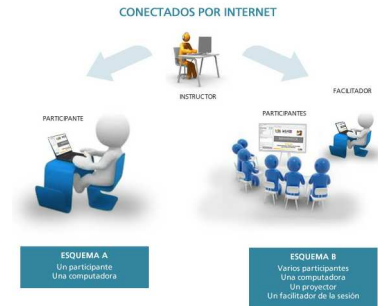 CONECTADOS POR INTERNET
INSTRUCTOR
FACILITADOR
PARTICIPANTE
PARTICIPANTES
ESQUEMA A
Un participante
Una computadora
ESQUEMA B
Varios participantes
Una computadora
Un proyector
Un facilitador de la sesión